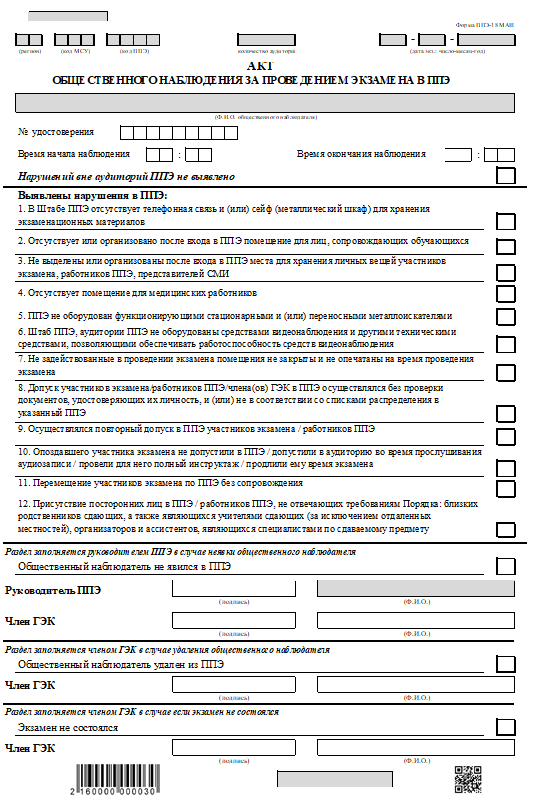 Форма ППЭ-18МАШ
(регион) (код МСУ) (код ППЭ) количество аудиторий (дата экз.: число-месяц-год)
АКТ
ОБЩЕСТВЕННОГО НАБЛЮДЕНИЯ ЗА ПРОВЕДЕНИЕМ ЭКЗАМЕНА В ППЭ
(Ф.И.О. общественного наблюдателя)
№ удостоверения
Время начала наблюдения : Время окончания наблюдения :
Нарушений вне аудиторий ППЭ не выявлено
Выявлены нарушения в ППЭ:
1. В Штабе ППЭ отсутствует телефонная связь и (или) сейф (металлический шкаф) для хранения
экзаменационных материалов
2. Отсутствует или организовано после входа в ППЭ помещение для лиц, сопровождающих обучающихся
3. Не выделены или организованы после входа в ППЭ места для хранения личных вещей участников
экзамена, работников ППЭ, представителей СМИ
4. Отсутствует помещение для медицинских работников
5. ППЭ не оборудован функционирующими стационарными и (или) переносными металлоискателями
6. Штаб ППЭ, аудитории ППЭ не оборудованы средствами видеонаблюдения и другими техническими
средствами, позволяющими обеспечивать работоспособность средств видеонаблюдения
7. Не задействованные в проведении экзамена помещения не закрыты и не опечатаны на время проведения
экзамена
8. Допуск участников экзамена/работников ППЭ/члена(ов) ГЭК в ППЭ осуществлялся без проверки
документов, удостоверяющих их личность, и (или) не в соответствии со списками распределения в
указанный ППЭ
9. Осуществлялся повторный допуск в ППЭ участников экзамена / работников ППЭ
10. Опоздавшего участника экзамена не допустили в ППЭ / допустили в аудиторию во время прослушивания
аудиозаписи / провели для него полный инструктаж / продлили ему время экзамена
11. Перемещение участников экзамена по ППЭ без сопровождения
12. Присутствие посторонних лиц в ППЭ / работников ППЭ, не отвечающих требованиям Порядка: близких
родственников сдающих, а также являющихся учителями сдающих (за исключением отдаленных
местностей), организаторов и ассистентов, являющихся специалистами по сдаваемому предмету
Раздел заполняется руководителем ППЭ в случае неявки общественного наблюдателя
Общественный наблюдатель не явился в ППЭ
Руководитель ППЭ
(подпись) (Ф.И.О.)
Член ГЭК
(подпись) (Ф.И.О.)
Раздел заполняется членом ГЭК в случае удаления общественного наблюдателя
Общественный наблюдатель удален из ППЭ
Член ГЭК
(подпись) (Ф.И.О.)
Раздел заполняется членом ГЭК в случае если экзамен не состоялся
Экзамен не состоялся
Член ГЭК
(подпись) (Ф.И.О.)
2 160000 000030